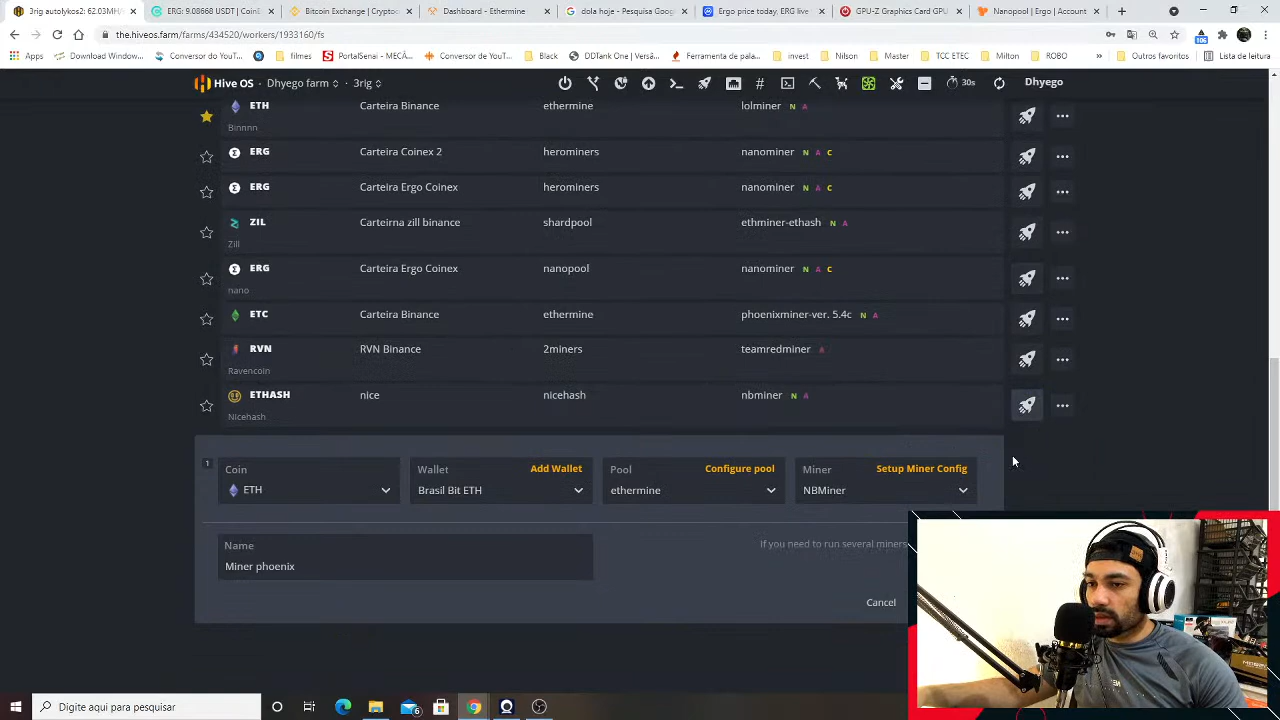 3rig autolykos2: 62.03MH/
ERG: 9.08668 USDT | CoinE
Bitcoin Exchange | Cryptoc
Dashboard - Ethermine
dola hoje - Pesquisa Goog
Ergo price today, ERG live
GPU-Z Graphics Card GPU
Nanopool | Ergo | Account
the.hiveos.farm/farms/434520/workers/1933160/fs
106
Apps
Download Window...
Conversor de YouT...
filmes
PortalSenai - MECÂ...
Conversor de YouT...
DDTank One ( Versã...
Ferramenta de pala...
invest
Nilson
Master
TCC ETEC
Milton
ROBO
Outros favoritos
Lista de leitura
Hive OS
Dhyego farm
3rig
30s
Dhyego
ETH Carteira Binance ethermine lolminer N A
Binnnn
ERG Carteira Coinex 2 herominers nanominer N A C
ERG Carteira Ergo Coinex herominers nanominer N A C
ZIL Carteirna zill binance shardpool ethminer-ethash N A
Zill
ERG Carteira Ergo Coinex nanopool nanominer N A C
nano
ETC Carteira Binance ethermine phoenixminer-ver. 5.4c N A
RVN RVN Binance 2miners teamredminer A
Ravencoin
ETHASH nice nicehash nbminer N A
Nicehash
1 Coin Wallet Add Wallet Pool Configure pool Miner Setup Miner Config
ETH Brasil Bit ETH ethermine NBMiner
Name
If you need to run several miners
Miner phoenix
Cancel
Digite aqui para pesquisar
6